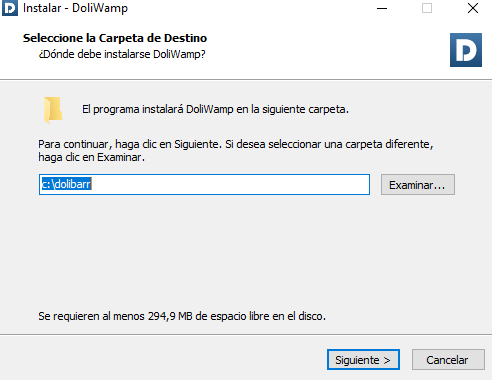 Instalar - DoliWamp
Seleccione la Carpeta de Destino
¿Dónde debe instalarse DoliWamp?
D
El programa instalará DoliWamp en la siguiente carpeta.
Para continuar, haga clic en Siguiente. Si desea seleccionar una carpeta diferente,
haga clic en Examinar.
c:\dolibarr
Examinar...
Se requieren al menos 294,9 MB de espacio libre en el disco.
Siguiente >
Cancelar